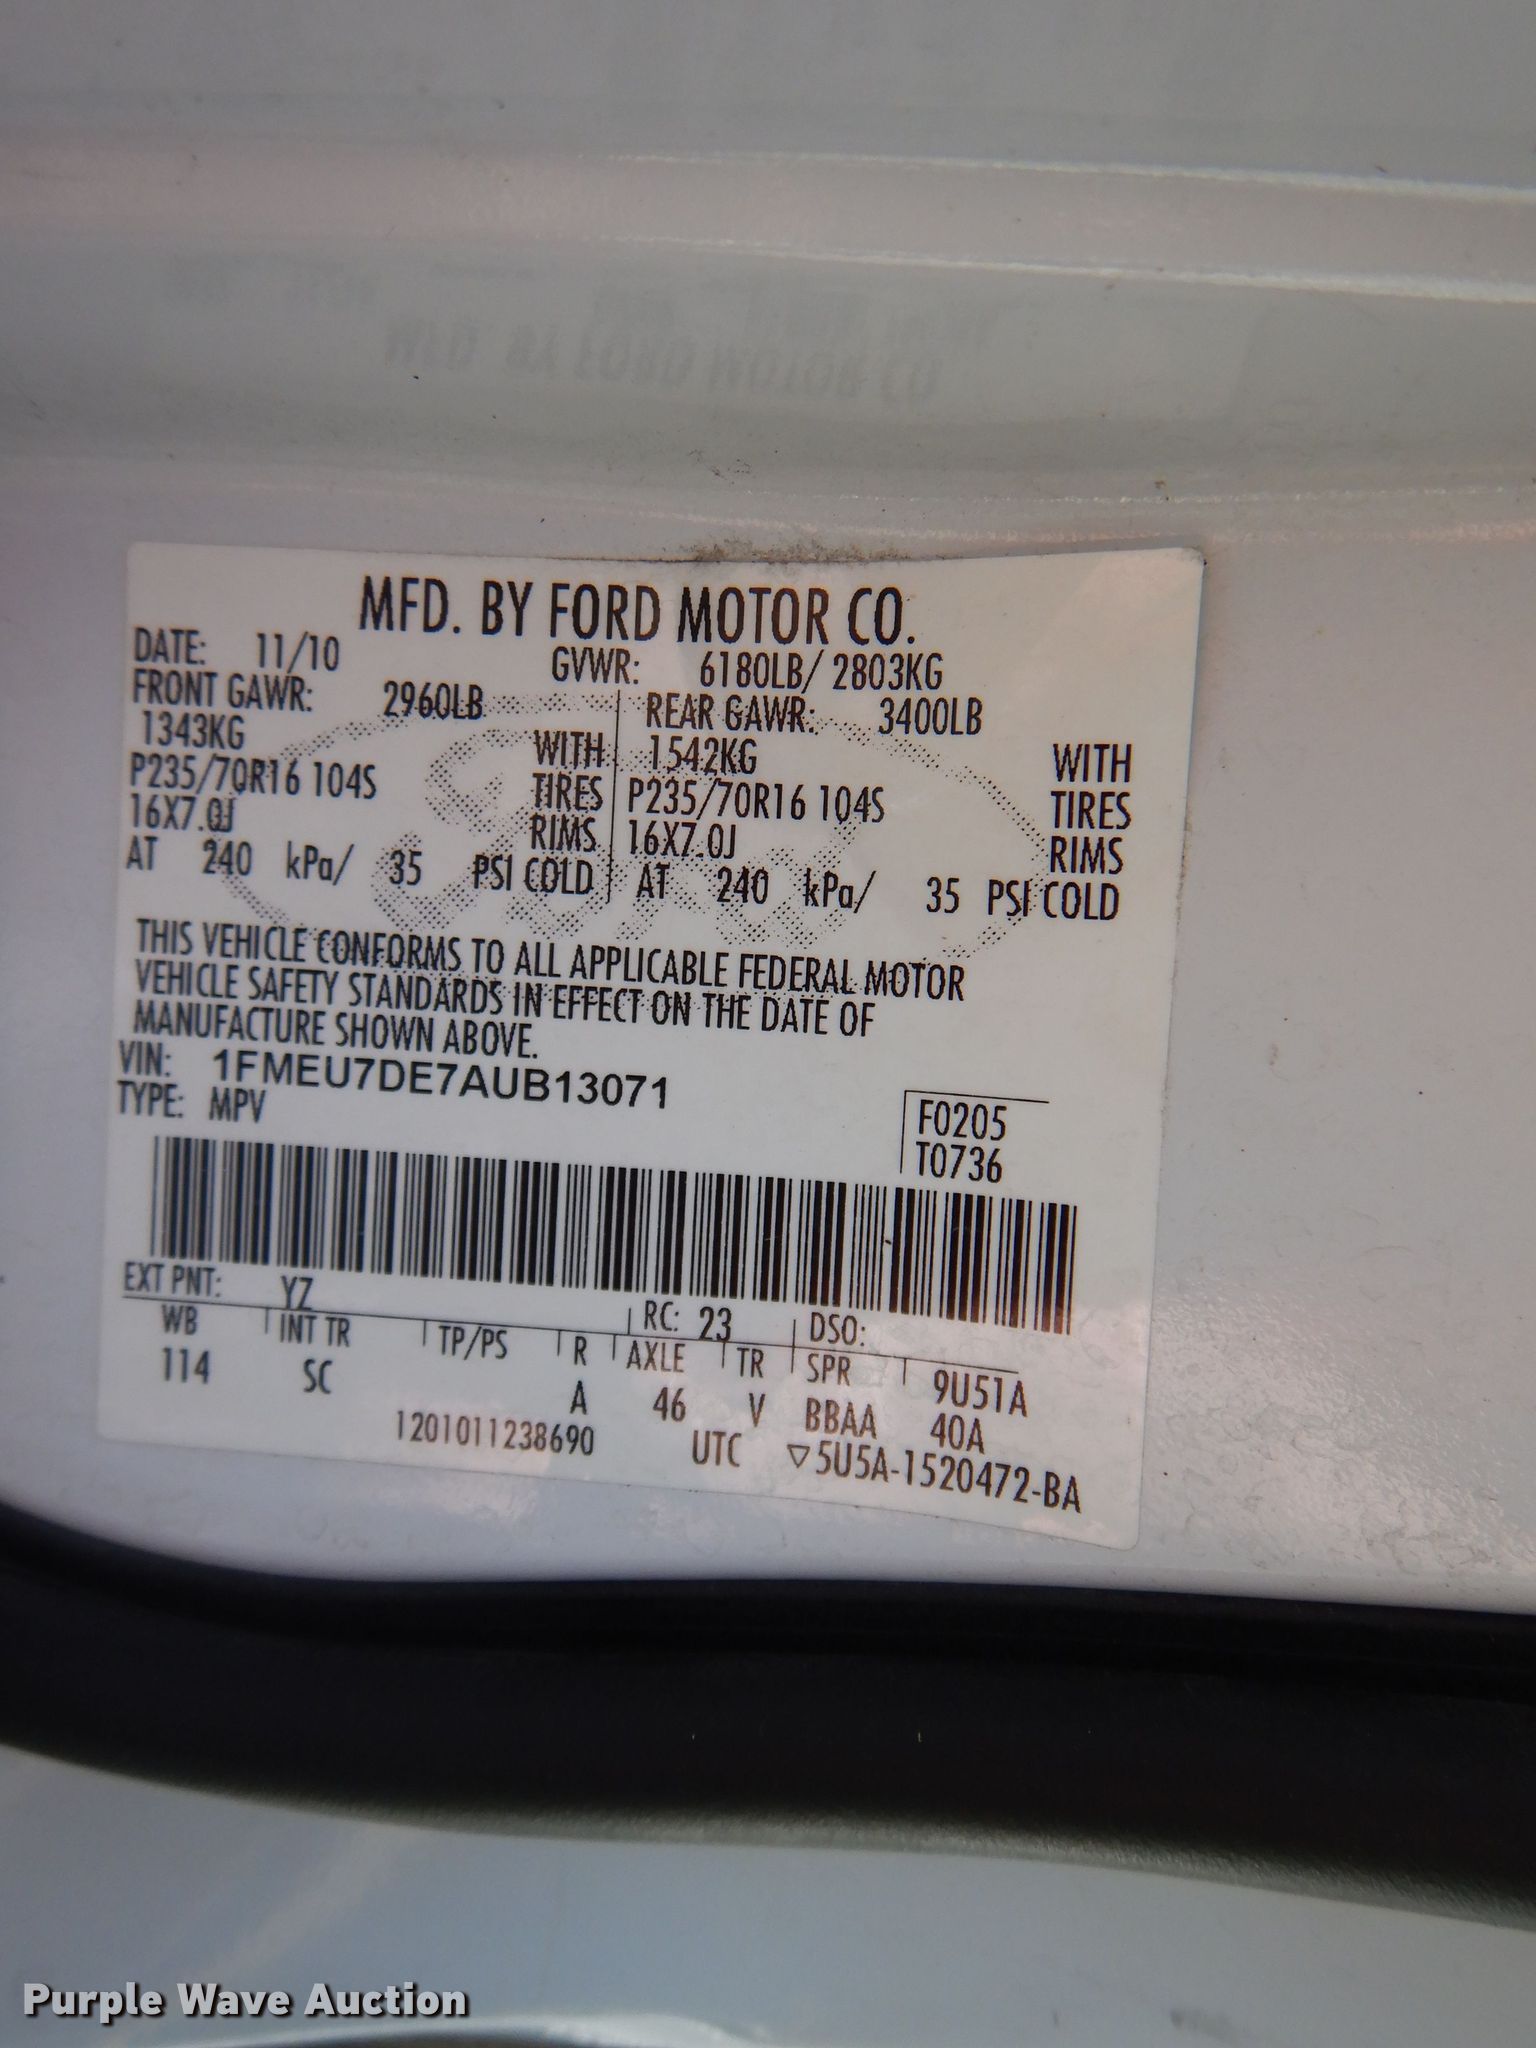 MFD. BY FORD MOTOR CO.
DATE: 11/10 GVWR: 6180LB/ 2803KG
FRONT GAWR: 2960LB REAR GAWR: 3400LB
1343KG WITH 1542KG WITH
P235/70R16 104S TIRES P235/70R16 104S TIRES
16X7.0J RIMS 16X7.0J RIMS
AT 240 kPa/ 35 PSI COLD AT 240 kPa/ 35 PSI COLD
THIS VEHICLE CONFORMS TO ALL APPLICABLE FEDERAL MOTOR
VEHICLE SAFETY STANDARDS IN EFFECT ON THE DATE OF
MANUFACTURE SHOWN ABOVE.
VIN: 1FMEU7DE7AUB13071
TYPE: MPV
F0205
T0736
EXT PNT: YZ RC: 23 DSO:
WB INT TR TP/PS R AXLE TR SPR 9U51A
114 SC A 46 V BBAA 40A
1201011238690 UTC ▽5U5A-1520472-BA
Purple Wave Auction